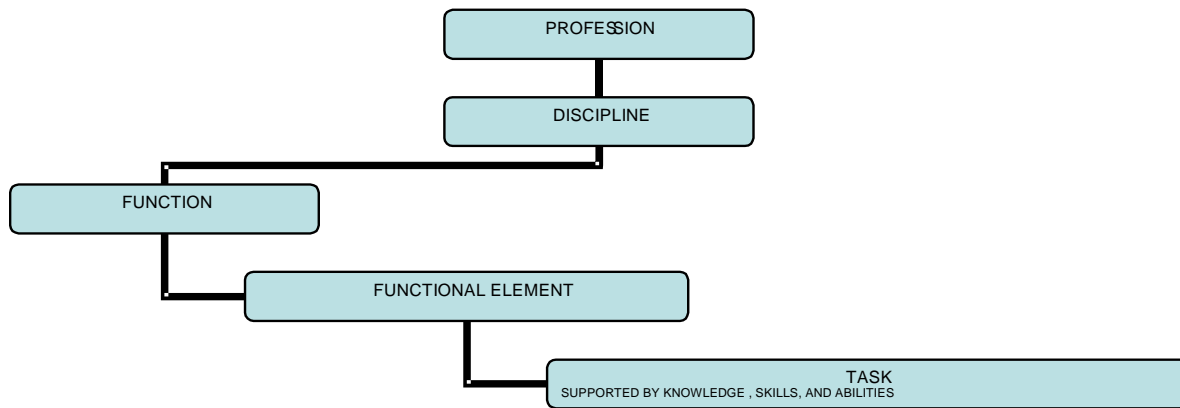 PROFESSION
DISCIPLINE
FUNCTION
FUNCTIONAL ELEMENT
TASK
SUPPORTED BY KNOWLEDGE , SKILLS, AND ABILITIES